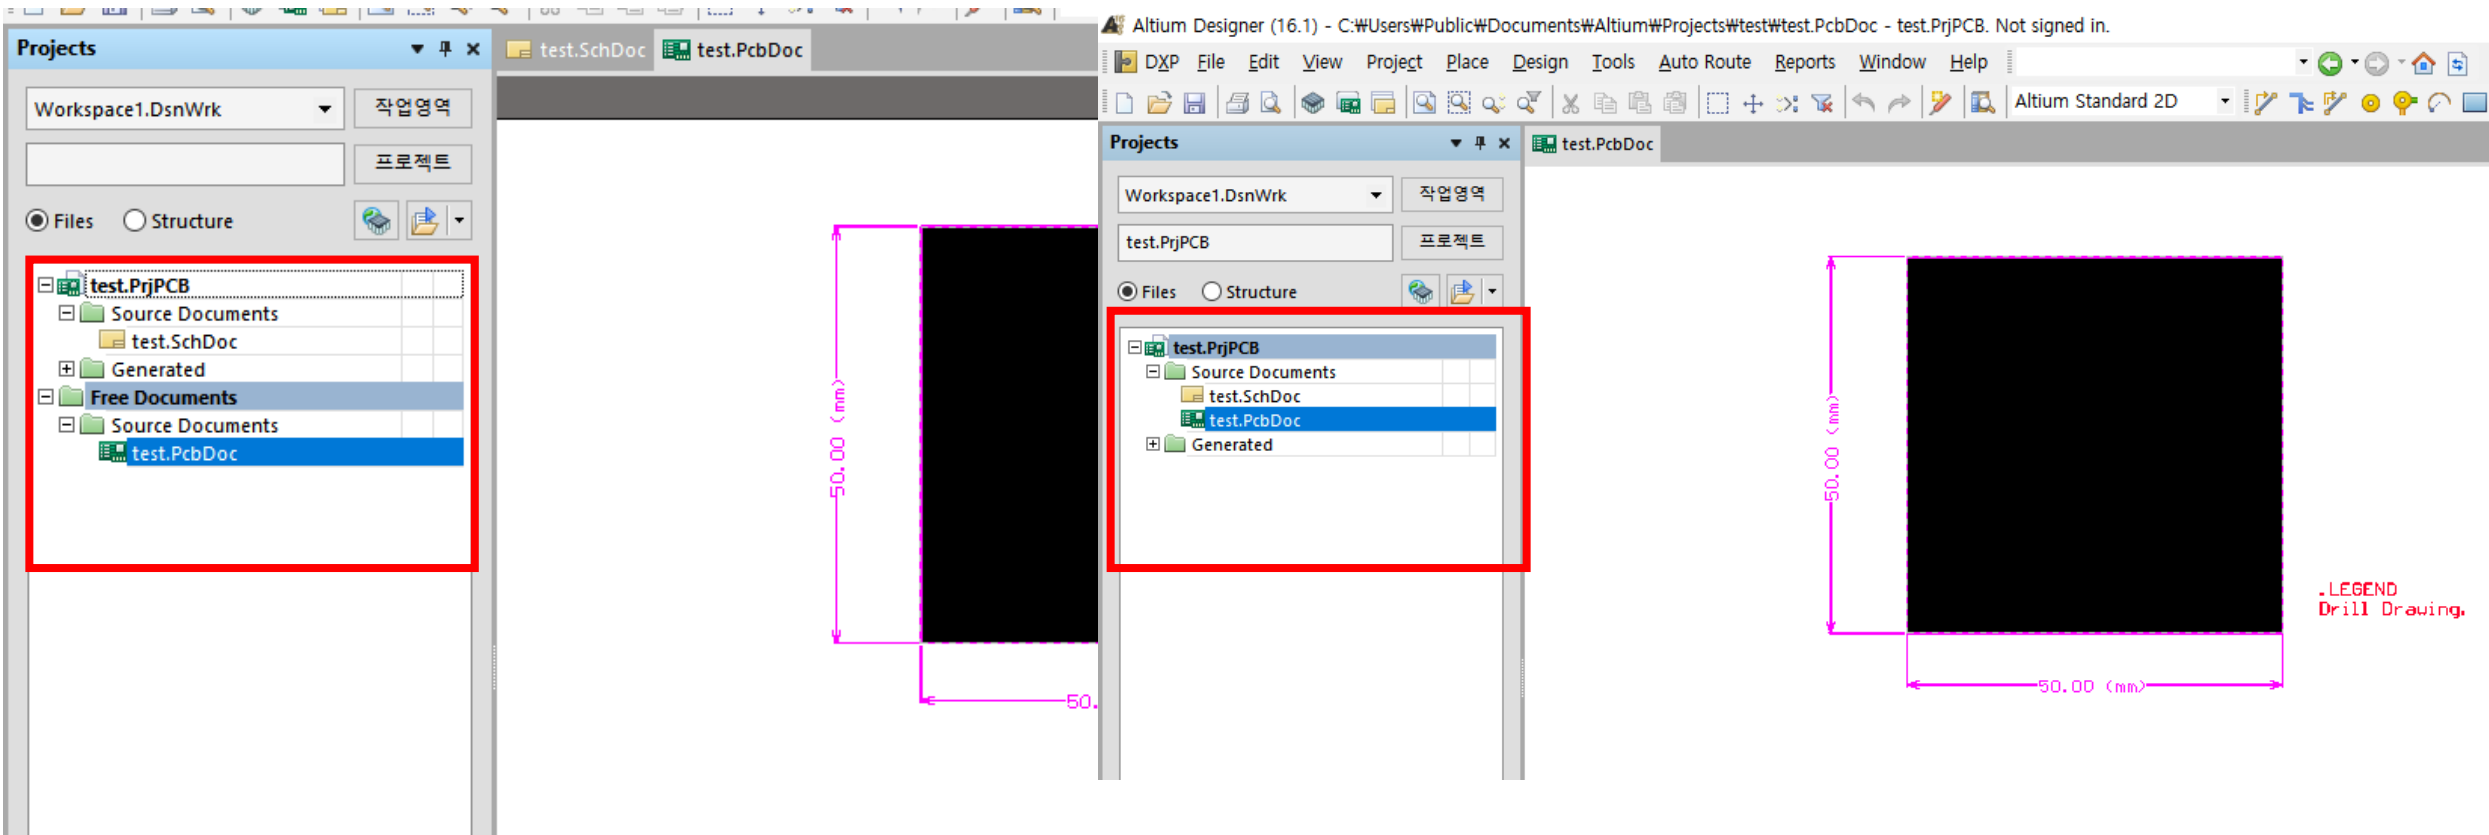 Projects
test.SchDoc
test.PcbDoc
Workspace1.DsnWrk
작업영역
프로젝트
Files
Structure
test.PrjPCB
Source Documents
test.SchDoc
Generated
Free Documents
Source Documents
test.PcbDoc
50.00 (mm)
50.
Altium Designer (16.1) - C:₩Users₩Public₩Documents₩Altium₩Projects₩test₩test.PcbDoc - test.PrjPCB. Not signed in.
DXP File Edit View Project Place Design Tools Auto Route Reports Window Help
Altium Standard 2D
Projects
test.PcbDoc
Workspace1.DsnWrk
작업영역
test.PrjPCB
프로젝트
Files
Structure
test.PrjPCB
Source Documents
test.SchDoc
test.PcbDoc
Generated
50.00 (mm)
50.00 (mm)
.LEGEND
Drill Drawing.